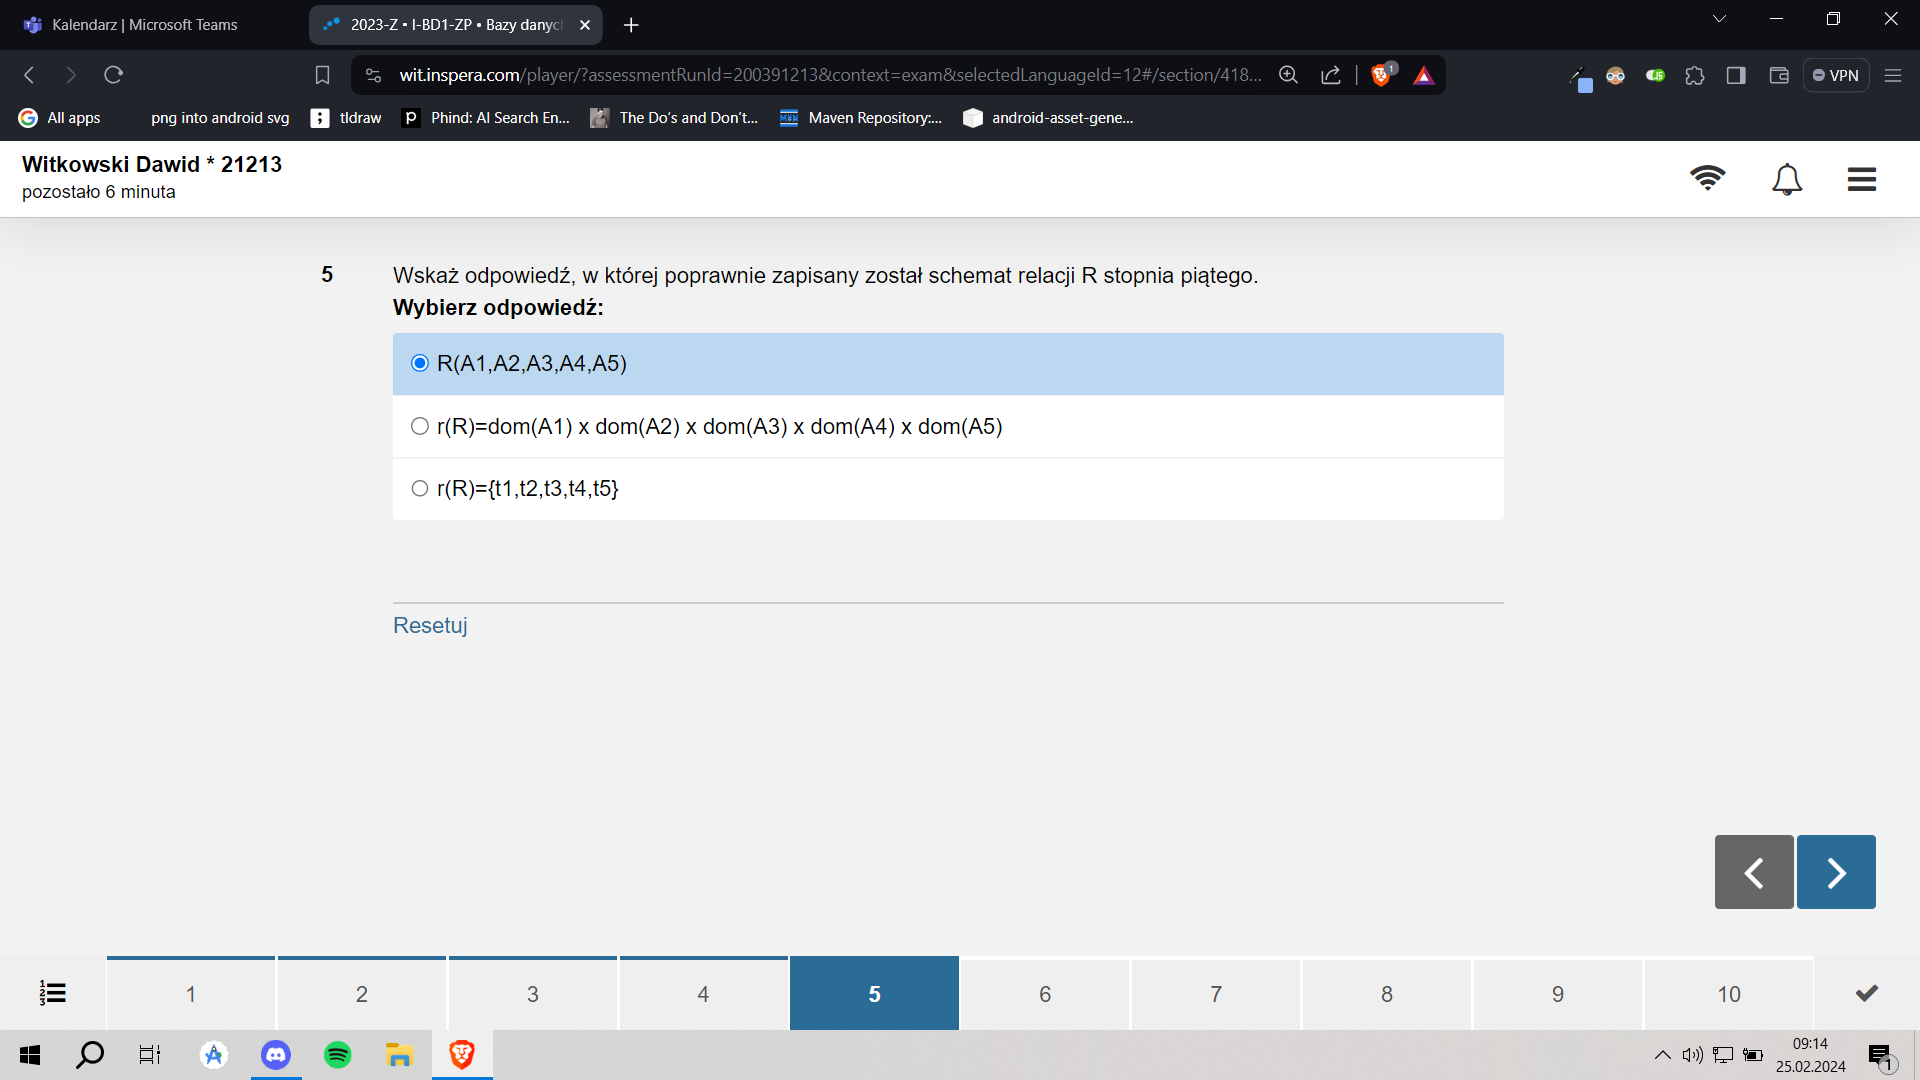 Kalendarz | Microsoft Teams
2023-Z • I-BD1-ZP • Bazy danych
wit.inspera.com/player/?assessmentRunId=200391213&context=exam&selectedLanguageId=12#/section/418...
1
VPN
All apps
png into android svg
tldraw
Phind: AI Search En...
The Do's and Don't...
Maven Repository:...
android-asset-gene...
Witkowski Dawid * 21213
pozostało 6 minuta
5
Wskaż odpowiedź, w której poprawnie zapisany został schemat relacji R stopnia piątego.
Wybierz odpowiedź:
R(A1,A2,A3,A4,A5)
r(R)=dom(A1) x dom(A2) x dom(A3) x dom(A4) x dom(A5)
r(R)={t1,t2,t3,t4,t5}
Resetuj
1 2 3 4 5 6 7 8 9 10
09:14
25.02.2024
1